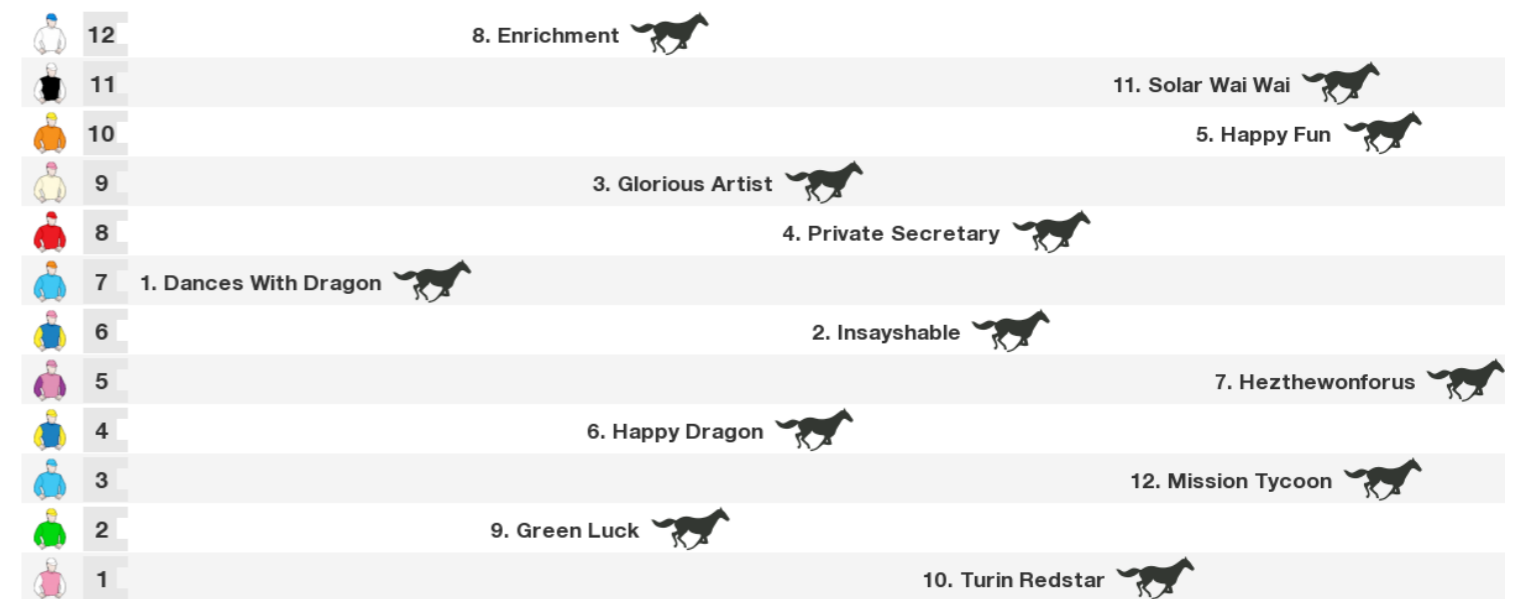 12 8. Enrichment
11 11. Solar Wai Wai
10 5. Happy Fun
9 3. Glorious Artist
8 4. Private Secretary
7 1. Dances With Dragon
6 2. Insayshable
5 7. Hezthewonforus
4 6. Happy Dragon
3 12. Mission Tycoon
2 9. Green Luck
1 10. Turin Redstar